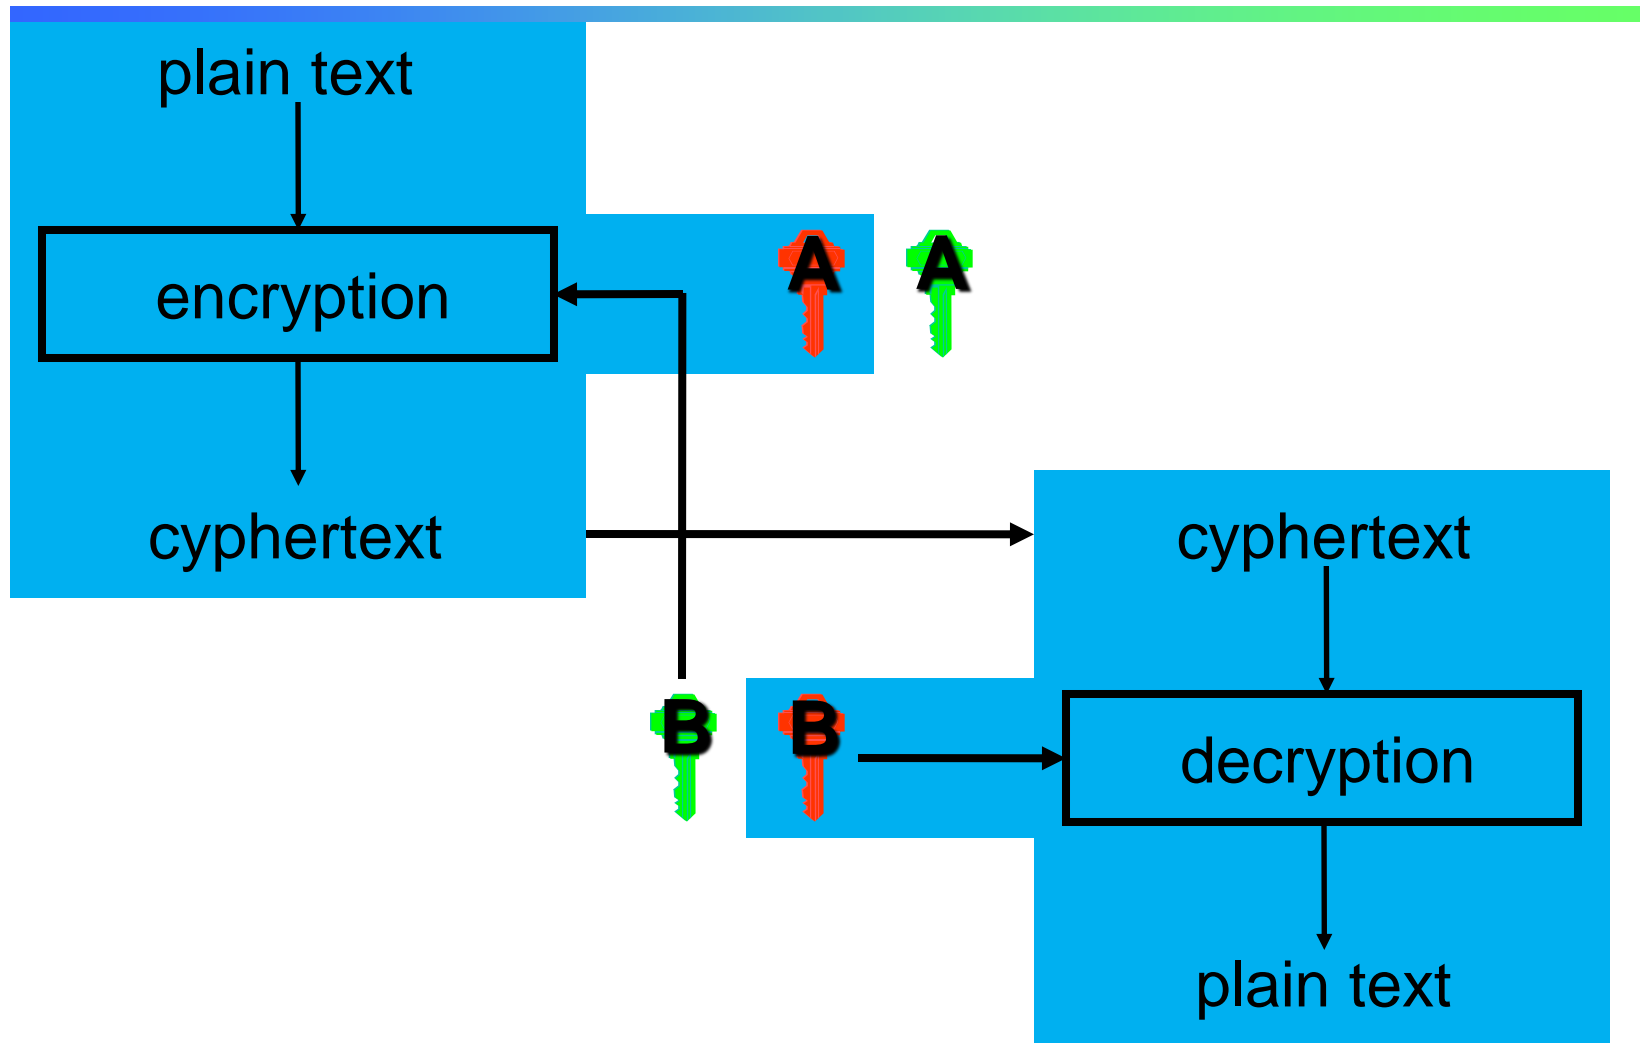 plain text
encryption
A
A
cyphertext
cyphertext
B
B
decryption
plain text